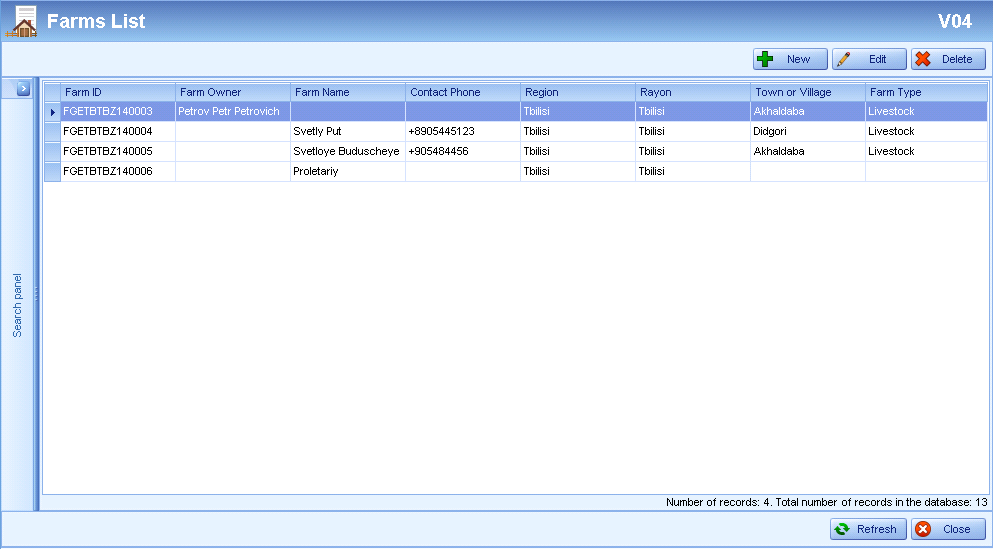 Farms List V04
New Edit Delete
Farm ID Farm Owner Farm Name Contact Phone Region Rayon Town or Village Farm Type
FGETBTBZ140003 Petrov Petr Petrovich Tbilisi Tbilisi Akhaldaba Livestock
FGETBTBZ140004 Svetly Put +8905445123 Tbilisi Tbilisi Didgori Livestock
FGETBTBZ140005 Svetloye Buduscheye +905484456 Tbilisi Tbilisi Akhaldaba Livestock
FGETBTBZ140006 Proletariy Tbilisi Tbilisi
Search panel
Number of records: 4. Total number of records in the database: 13
Refresh Close